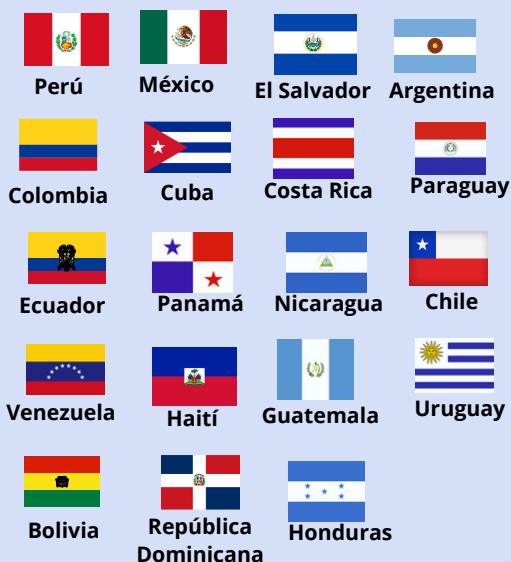 Perú
México
El Salvador
Argentina
Colombia
Cuba
Costa Rica
Paraguay
Ecuador
Panamá
Nicaragua
Chile
Venezuela
Haití
Guatemala
Uruguay
Bolivia
República
Dominicana
Honduras